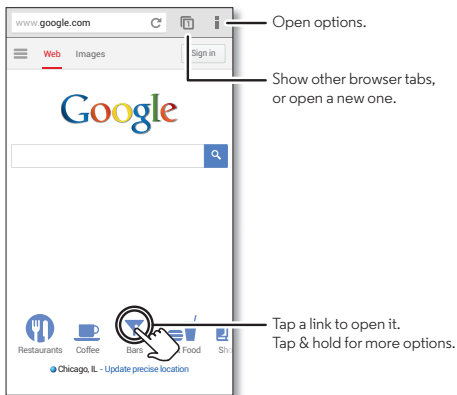 www.google.com
1
Open options.
Web Images Sign in
Show other browser tabs,
or open a new one.
Google
Tap a link to open it.
Tap & hold for more options.
Restaurants Coffee Bars Food
Chicago, IL - Update precise location